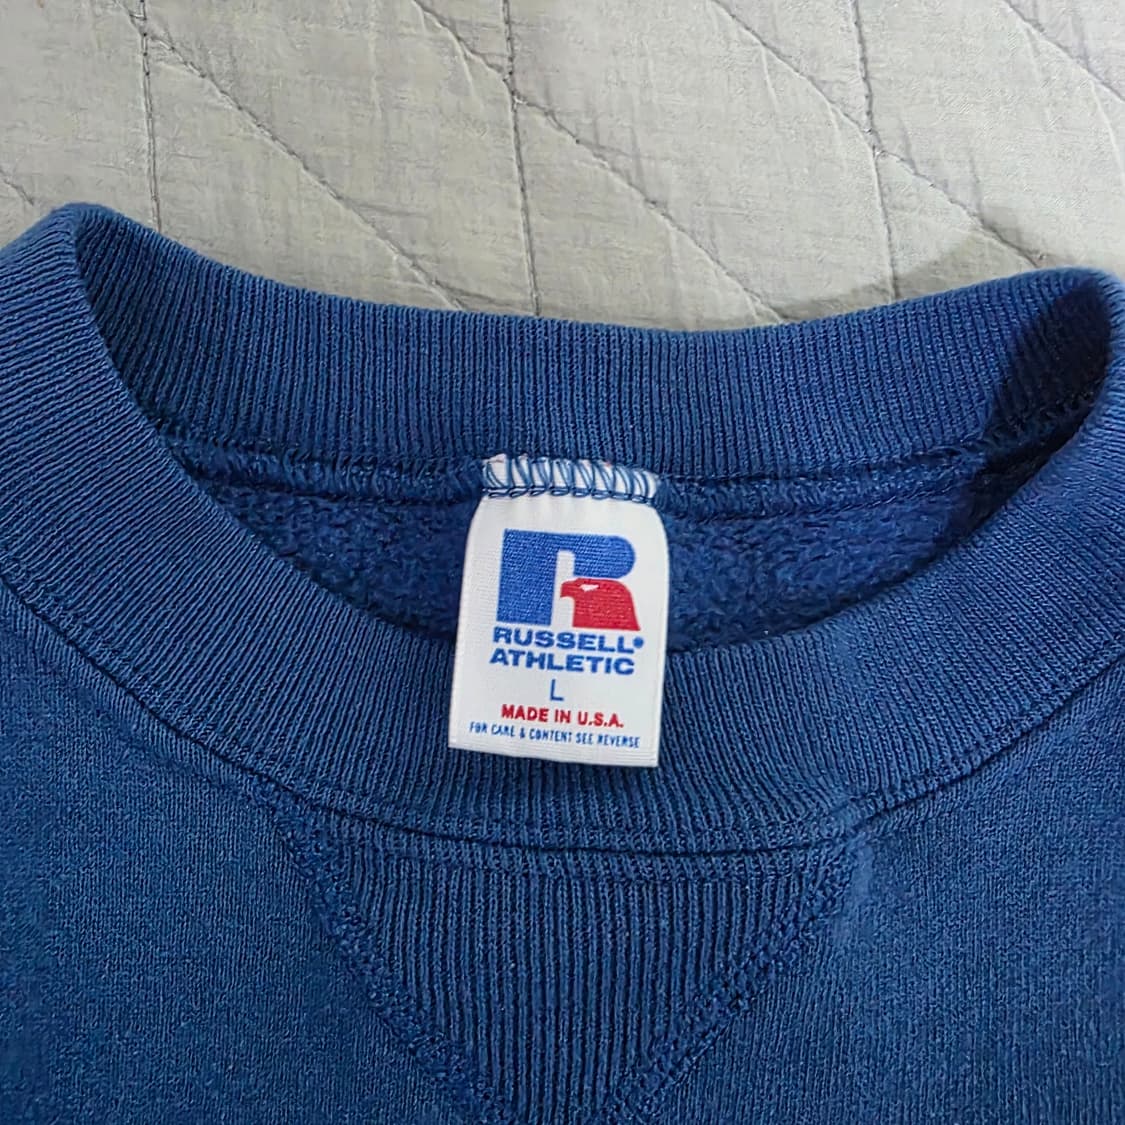 RUSSELL®
ATHLETIC
L
MADE IN U.S.A.
FOR CARE & CONTENT SEE REVERSE